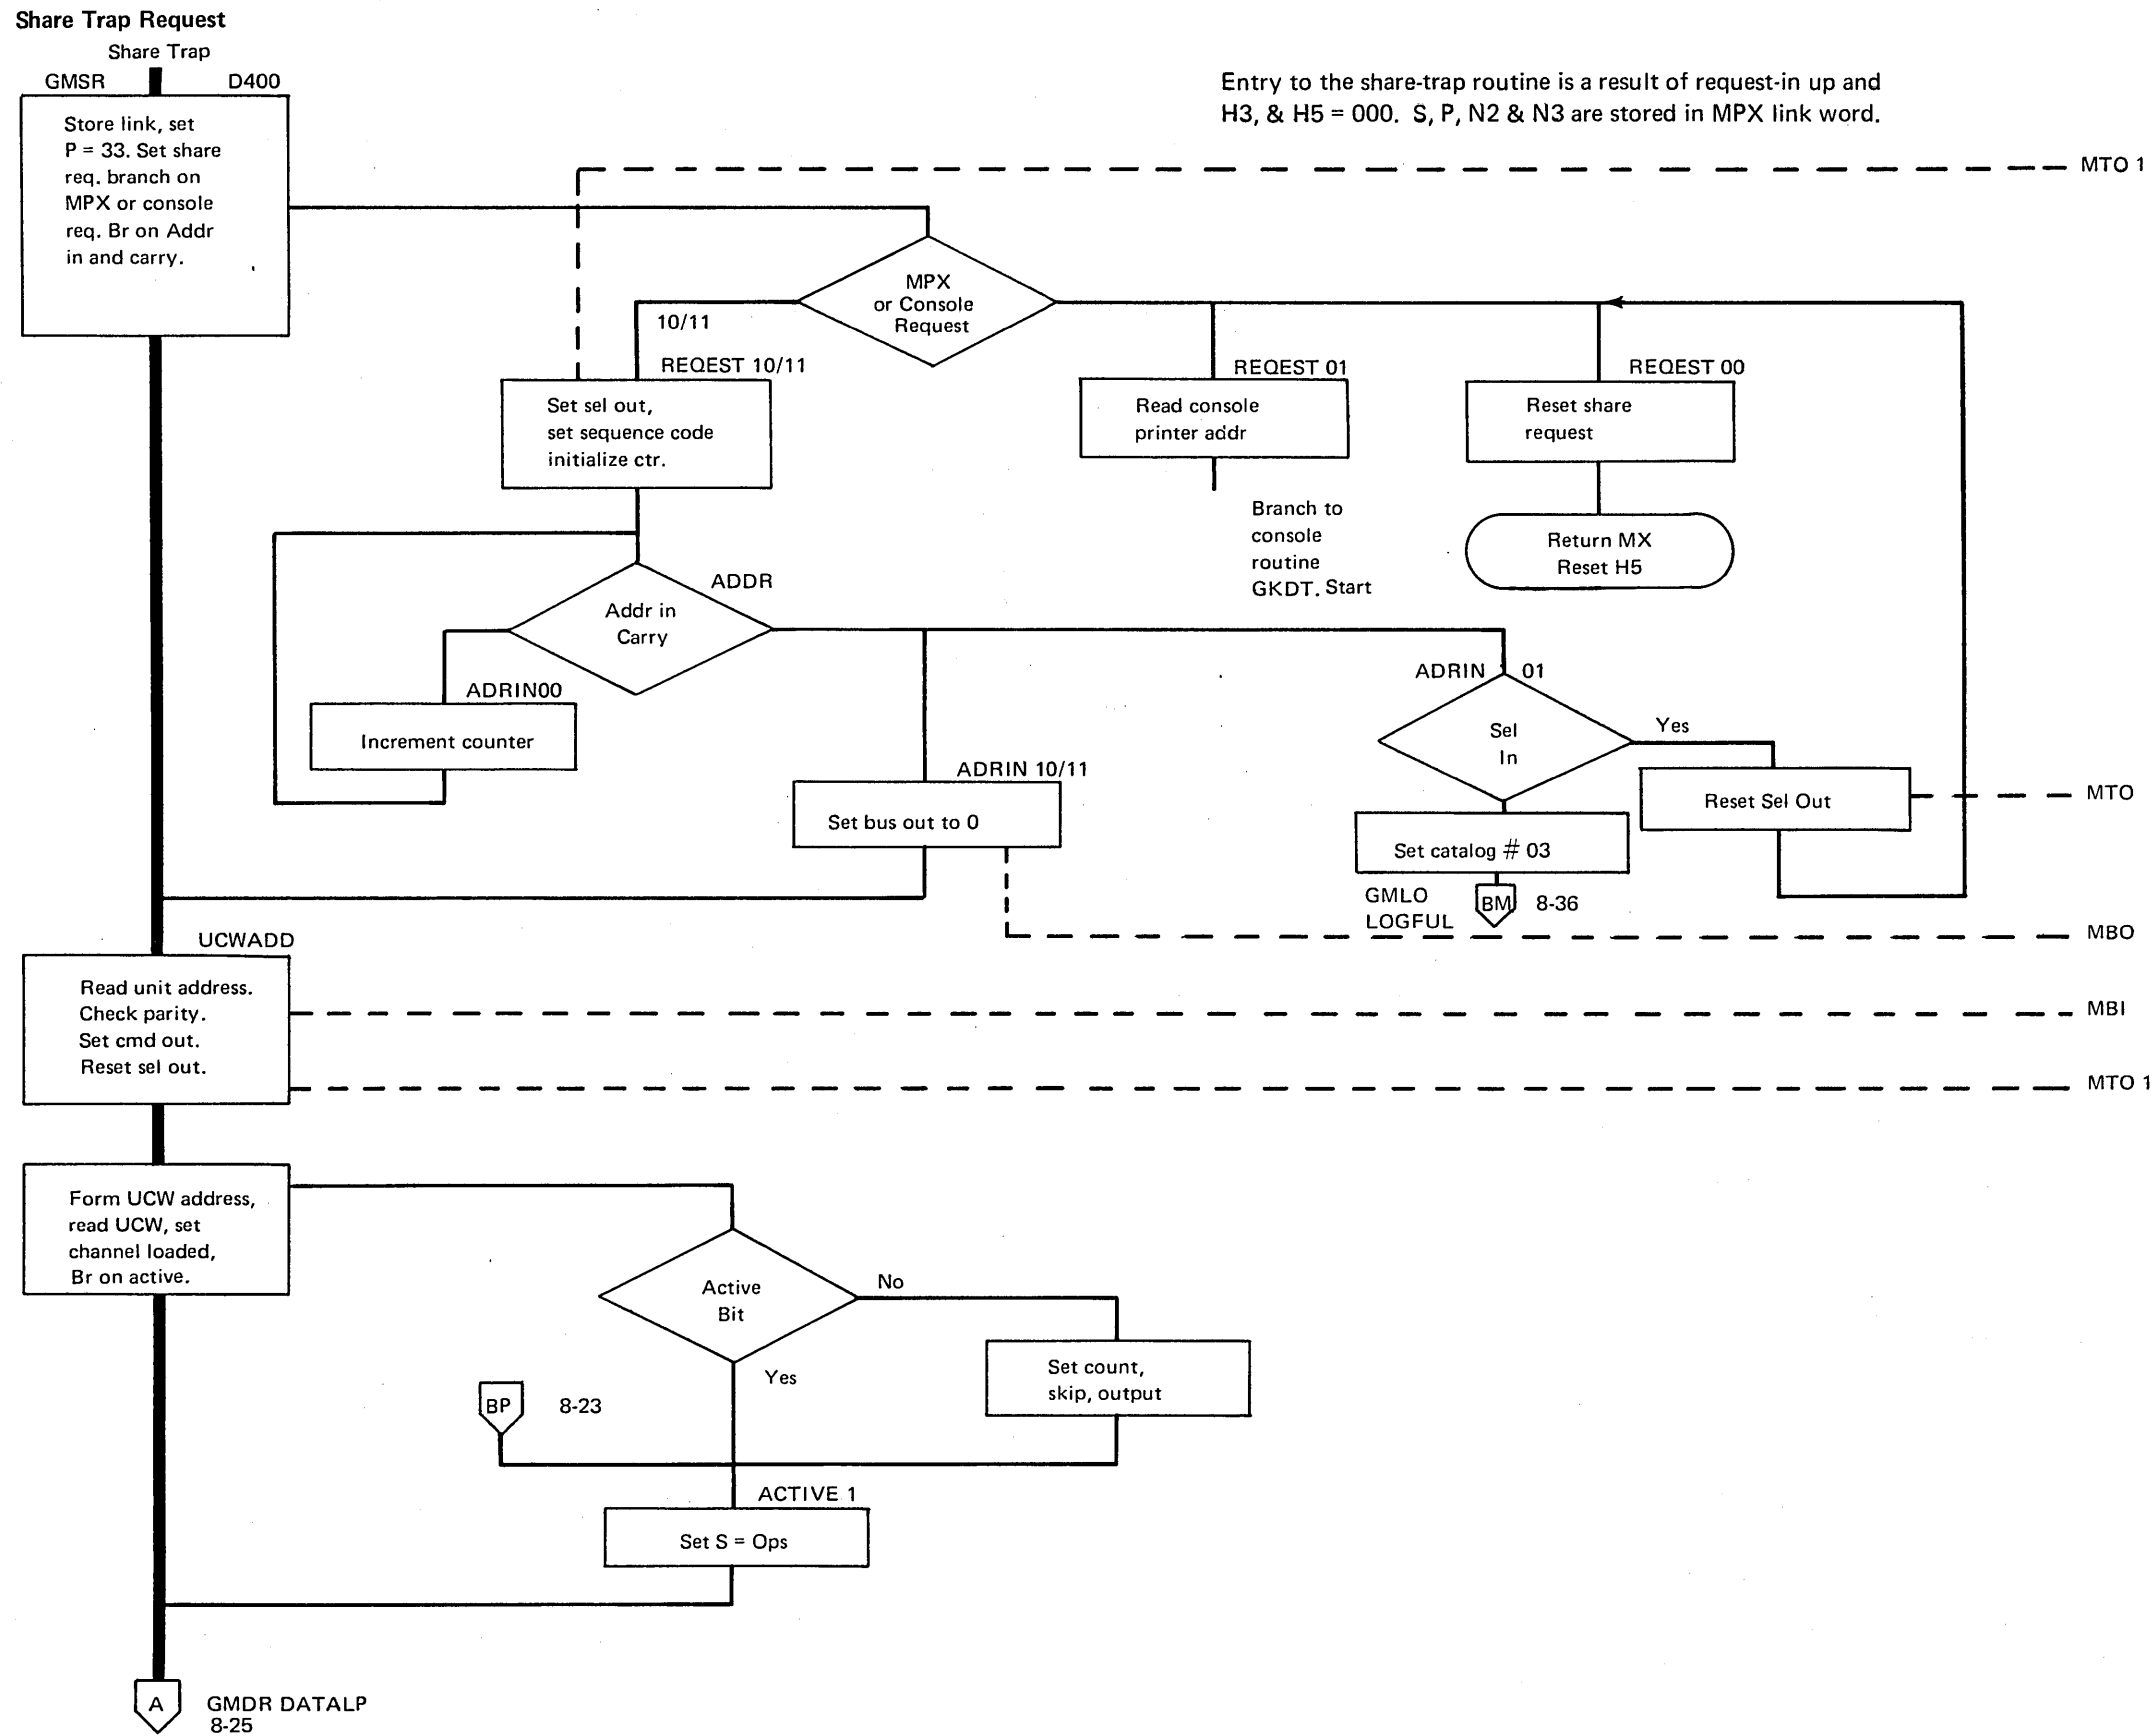 Share Trap Request
Share Trap
GMSR
D400
Store link, set
P = 33. Set share
req. branch on
MPX or console
req. Br on Addr
in and carry.
Entry to the share-trap routine is a result of request-in up and
H3, & H5 = 000. S, P, N2 & N3 are stored in MPX link word.
MTO 1
MPX
or Console
Request
10/11
REQEST 10/11
Set sel out,
set sequence code
initialize ctr.
REQEST 01
Read console
printer addr
Branch to
console
routine
GKDT. Start
REQEST 00
Reset share
request
Return MX
Reset H5
ADDR
Addr in
Carry
ADRIN00
Increment counter
ADRIN 10/11
Set bus out to 0
ADRIN 01
Sel
In
Yes
Reset Sel Out
MTO
Set catalog # 03
GMLO
LOGFUL
BM
8-36
MBO
UCWADD
Read unit address.
Check parity.
Set cmd out.
Reset sel out.
MBI
MTO 1
Form UCW address,
read UCW, set
channel loaded,
Br on active.
Active
Bit
No
Set count,
skip, output
Yes
BP
8-23
ACTIVE 1
Set S = Ops
A
GMDR DATALP
8-25